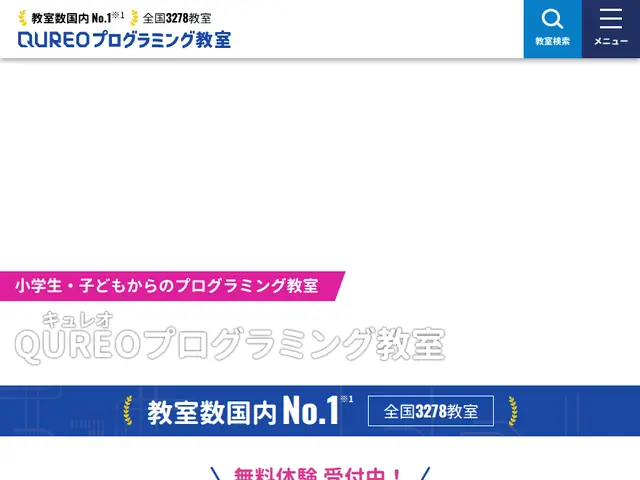 教室数国内 No.1※1 全国3278教室
QUREOプログラミング教室
教室検索
メニュー
小学生・子どもからのプログラミング教室
キュレオ
QUREOプログラミング教室
教室数国内 No.1※1 全国3278教室
無料体験 受付中！